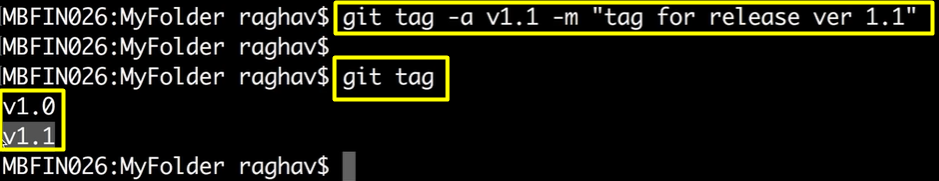 MBFIN026:MyFolder raghav$ git tag -a v1.1 -m "tag for release ver 1.1"
MBFIN026:MyFolder raghav$
MBFIN026:MyFolder raghav$ git tag
v1.0
v1.1
MBFIN026:MyFolder raghav$